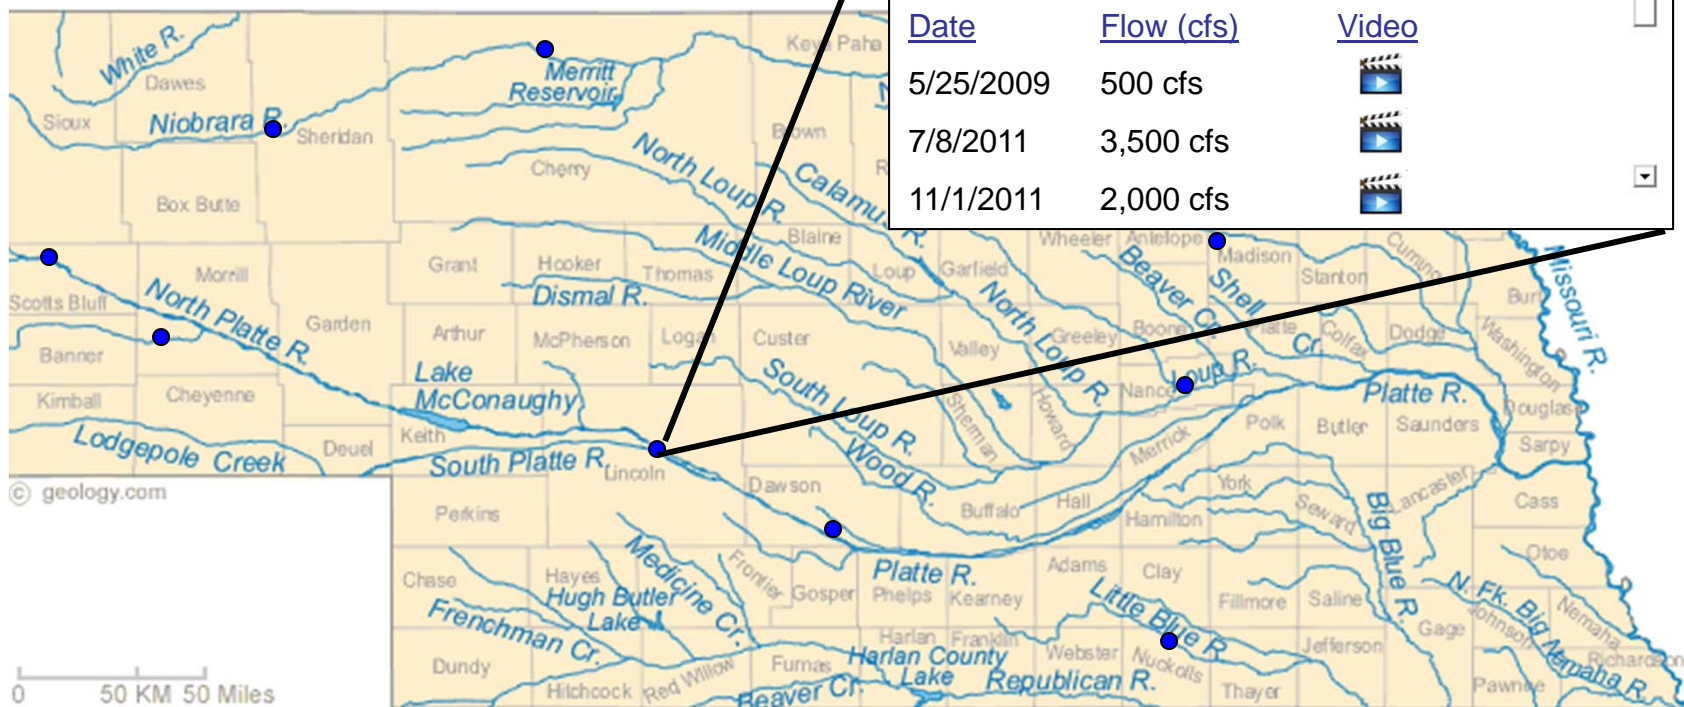 Date Flow (cfs) Video
5/25/2009 500 cfs
7/8/2011 3,500 cfs
11/1/2011 2,000 cfs
White R.
Dawes
Sioux
Niobrara R.
Sheridan
Box Butte
Merritt
Reservoir
Keya Paha
Brown
Cherry
North Loup R.
Calamus R.
Middle Loup River
Blaine
Grant
Hooker
Thomas
Loup
Garfield
Wheeler
Antelope
Madison
Stanton
Cuming
Burt
Missouri R.
Morrill
Scotts Bluff
North Platte R.
Garden
Banner
Dismal R.
Arthur
McPherson
Logan
Custer
Valley
North Loup R.
Greeley
Beaver Cr.
Boone
Shell
Cr.
Platte
Colfax
Dodge
Washington
Lake
McConaughy
Kimball
Cheyenne
Lodgepole Creek
Deuel
Keith
South Platte R.
Lincoln
South Loup R.
Sherman
Howard
Nance
Loup R.
Platte R.
Douglas
Sarpy
Saunders
Butler
Polk
Merrick
Wood R.
Dawson
Buffalo
Hall
Hamilton
York
Seward
Lancaster
Cass
© geology.com
Perkins
Chase
Hayes
Hugh Butler
Lake
Medicine Cr.
Frontier
Gosper
Platte R.
Phelps
Kearney
Adams
Clay
Fillmore
Saline
Big Blue R.
Otoe
Frenchman Cr.
Dundy
Hitchcock
Red Willow
Furnas
Harlan
Franklin
Harlan County
Lake
Beaver Cr.
Republican R.
Webster
Little Blue R.
Nuckolls
Thayer
Jefferson
Gage
Johnson
N. Fk. Big Nemaha R.
Nemaha
Richardson
Pawnee
0 50 KM 50 Miles